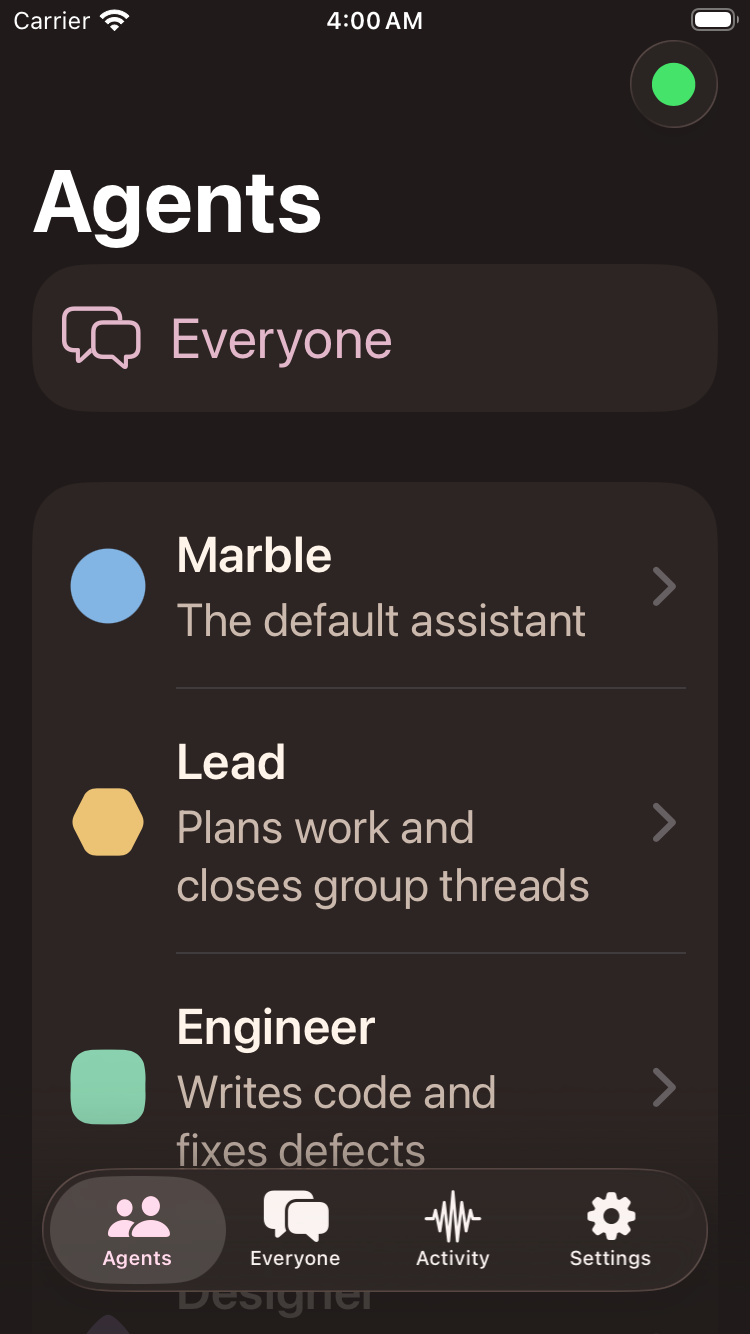 Carrier 4:00 AM
Agents
Everyone
Marble
The default assistant
Lead
Plans work and
closes group threads
Engineer
Writes code and
fixes defects
Agents Everyone Activity Settings
Designer